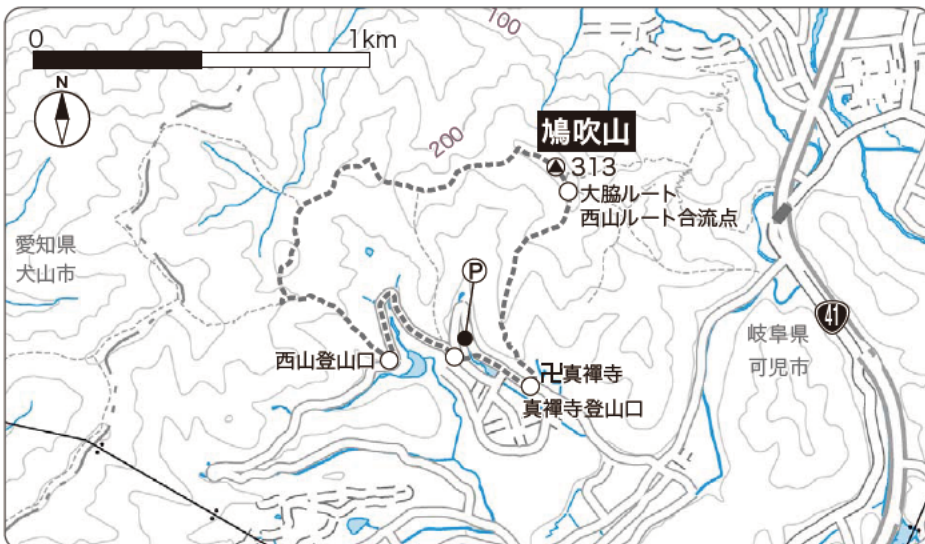 0 1km
100
N
200
鳩吹山
313
大脇ルート
西山ルート合流点
愛知県
犬山市
P
西山登山口
卍真禪寺
真禪寺登山口
41
岐阜県
可児市